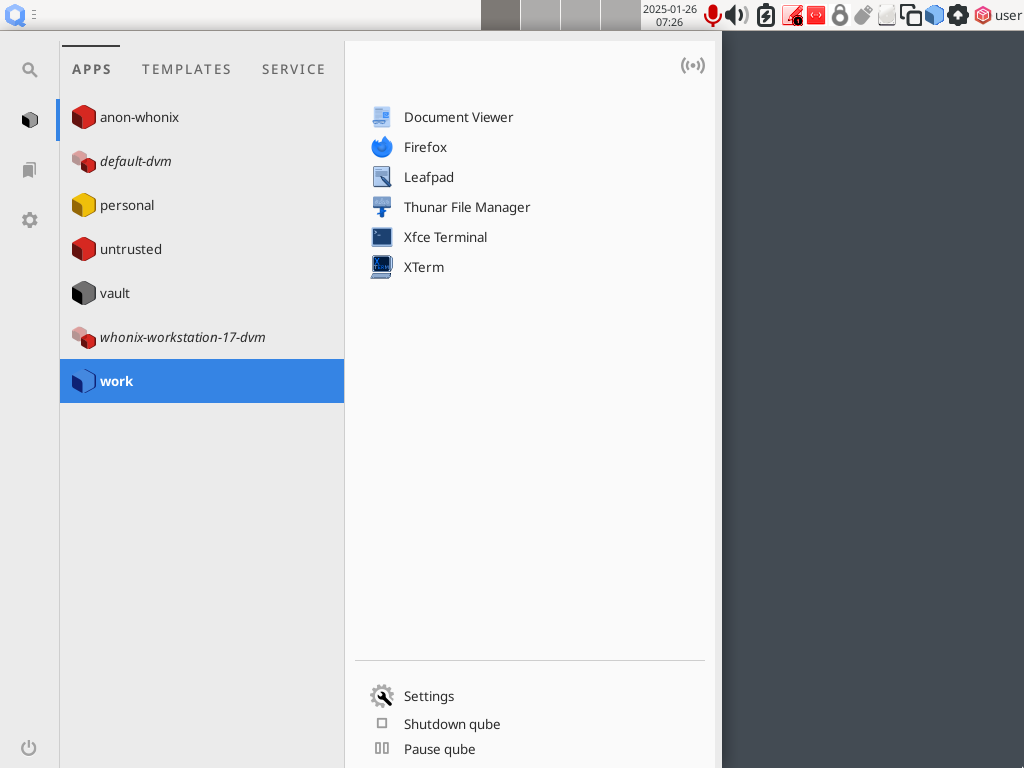 2025-01-26
07:26
user
APPS TEMPLATES SERVICE
anon-whonix
default-dvm
personal
untrusted
vault
whonix-workstation-17-dvm
work
Document Viewer
Firefox
Leafpad
Thunar File Manager
Xfce Terminal
XTerm
Settings
Shutdown qube
Pause qube